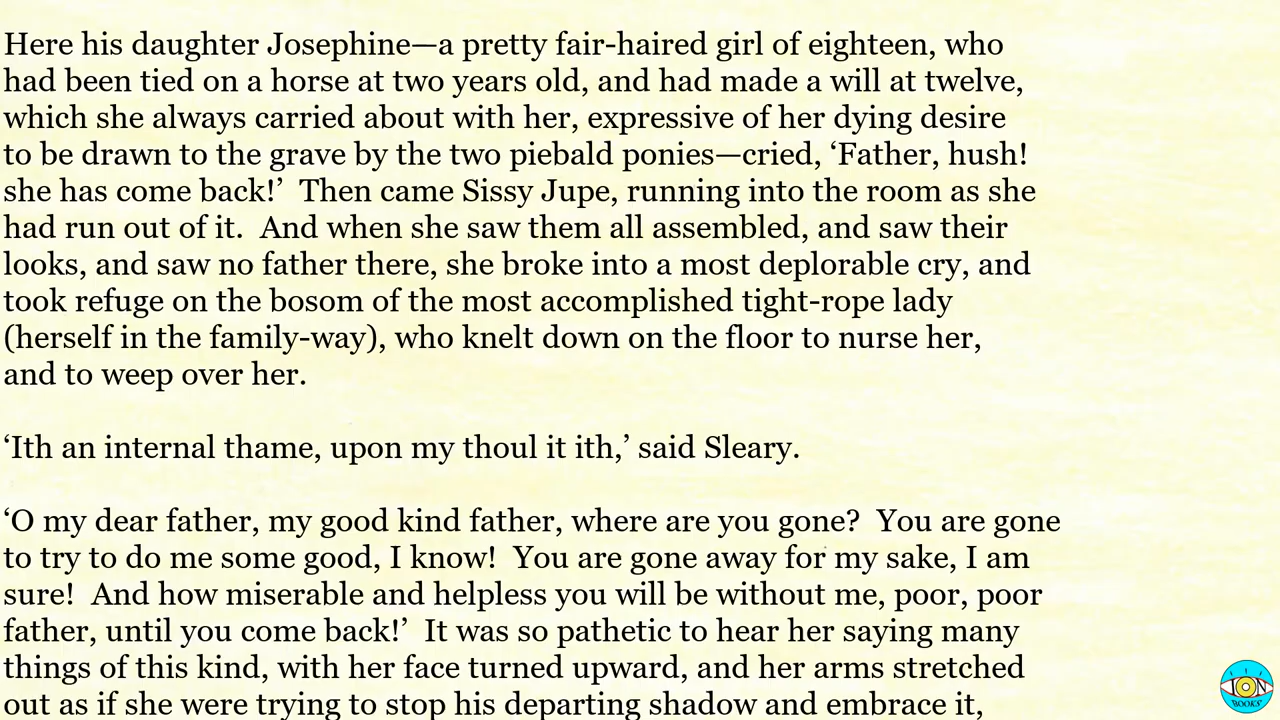 Here his daughter Josephine—a pretty fair-haired girl of eighteen, who
had been tied on a horse at two years old, and had made a will at twelve,
which she always carried about with her, expressive of her dying desire
to be drawn to the grave by the two piebald ponies—cried, ‘Father, hush!
she has come back!’  Then came Sissy Jupe, running into the room as she
had run out of it.  And when she saw them all assembled, and saw their
looks, and saw no father there, she broke into a most deplorable cry, and
took refuge on the bosom of the most accomplished tight-rope lady
(herself in the family-way), who knelt down on the floor to nurse her,
and to weep over her.
‘Ith an internal thame, upon my thoul it ith,’ said Sleary.
‘O my dear father, my good kind father, where are you gone?  You are gone
to try to do me some good, I know!  You are gone away for my sake, I am
sure!  And how miserable and helpless you will be without me, poor, poor
father, until you come back!’  It was so pathetic to hear her saying many
things of this kind, with her face turned upward, and her arms stretched
out as if she were trying to stop his departing shadow and embrace it,
ION
BOOKS